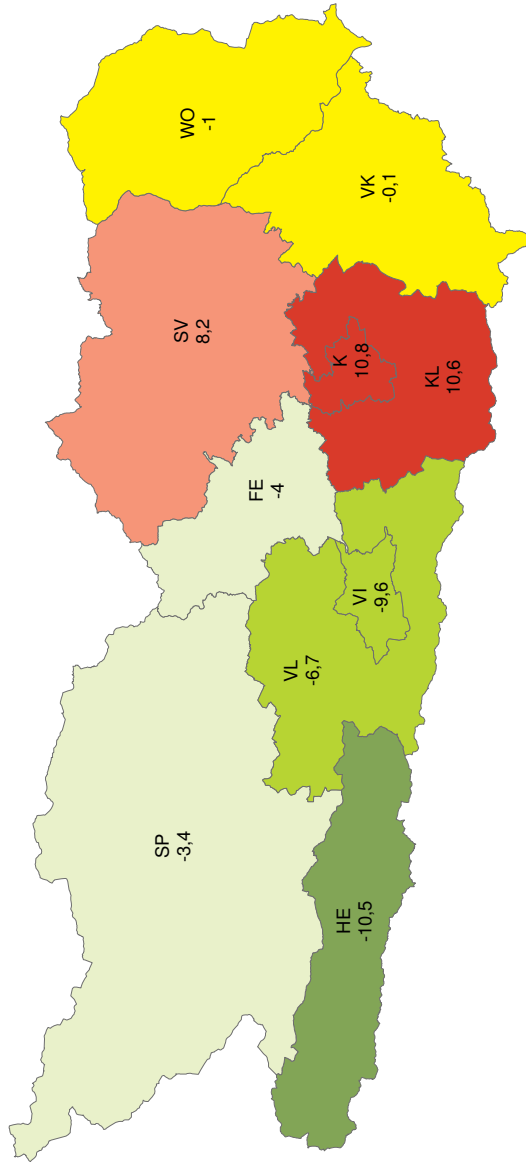 WO
-1
VK
-0,1
SV
8,2
K
10,8
KL
10,6
FE
-4
VI
-9,6
VL
-6,7
SP
-3,4
HE
-10,5